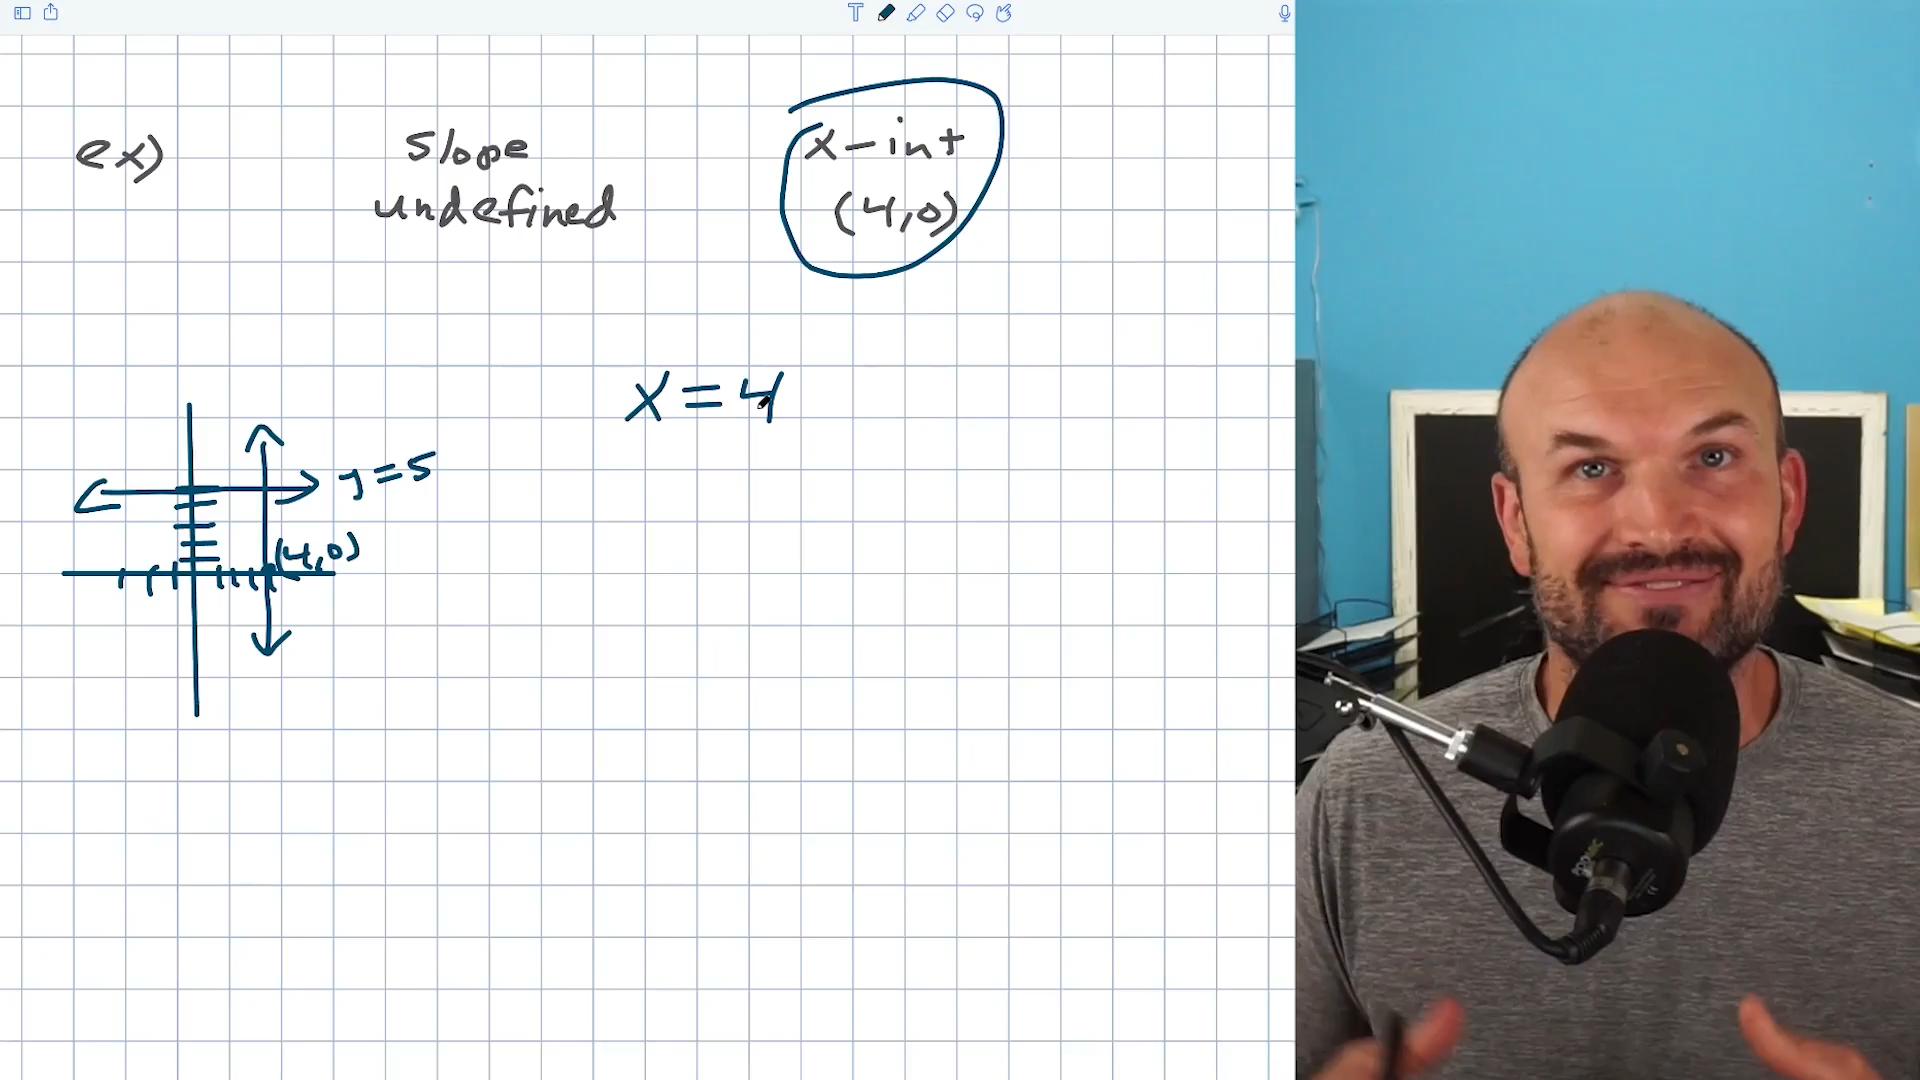 ex)
slope
undefined
x-int
(4,0)
x=4
y=5
(4,0)